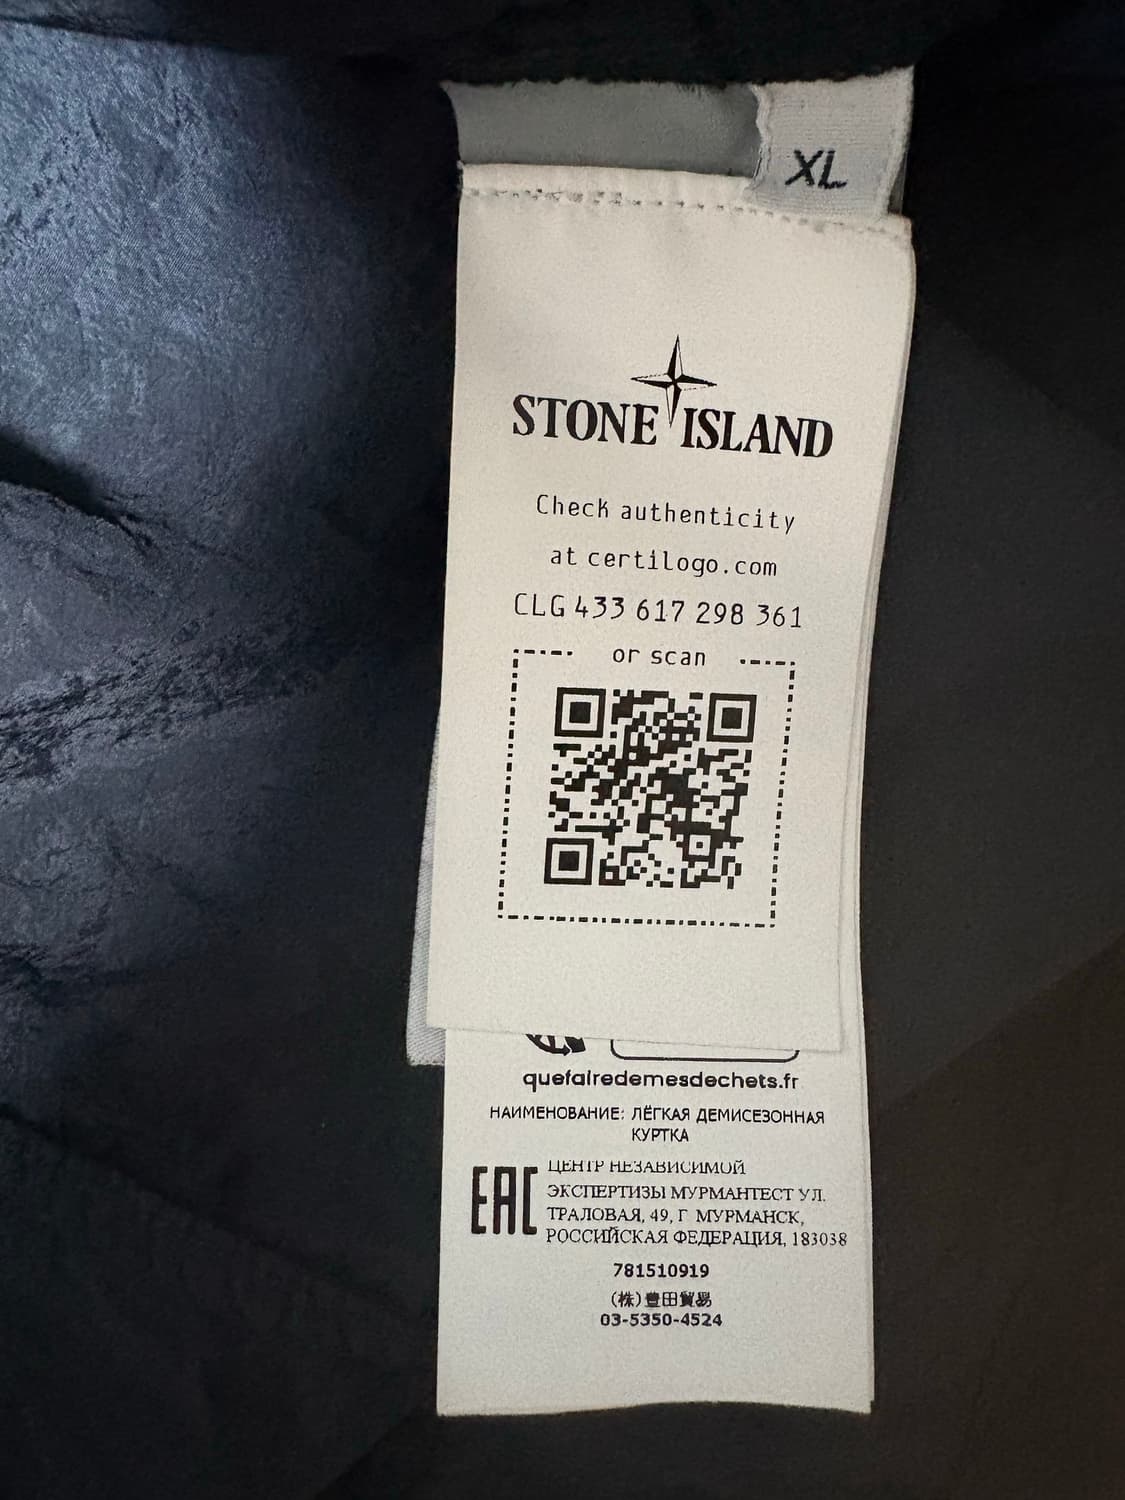 XL
STONE ISLAND
Check authenticity
at certilogo.com
CLG 433 617 298 361
or scan
quefairedemesdechets.fr
НАИМЕНОВАНИЕ: ЛЁГКАЯ ДЕМИСЕЗОННАЯ
КУРТКА
EAC
ЦЕНТР НЕЗАВИСИМОЙ
ЭКСПЕРТИЗЫ МУРМАНТЕСТ УЛ.
ТРАЛОВАЯ, 49, Г МУРМАНСК,
РОССИЙСКАЯ ФЕДЕРАЦИЯ, 183038
781510919
(株)豊田貿易
03-5350-4524